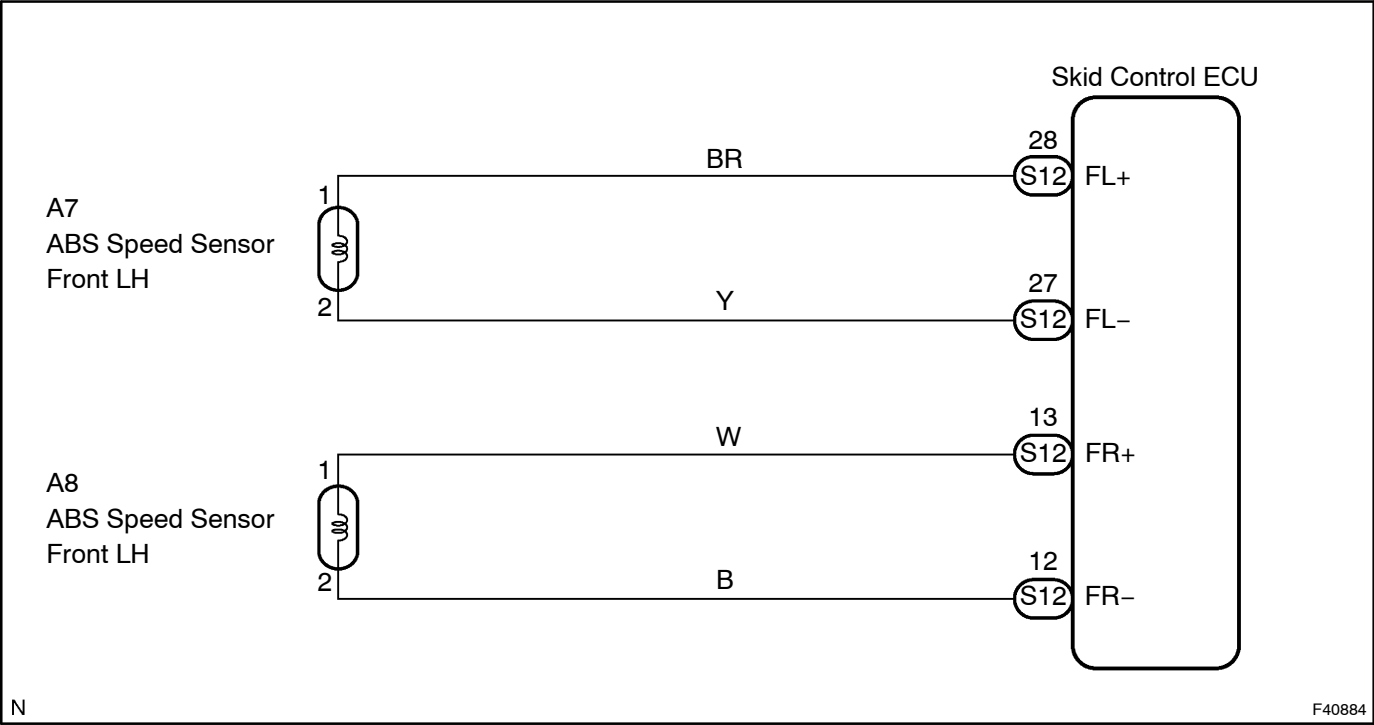 Skid Control ECU
A7
ABS Speed Sensor
Front LH
1
2
BR
Y
28
S12
FL+
27
S12
FL−
A8
ABS Speed Sensor
Front LH
1
2
W
B
13
S12
FR+
12
S12
FR−
N
F40884